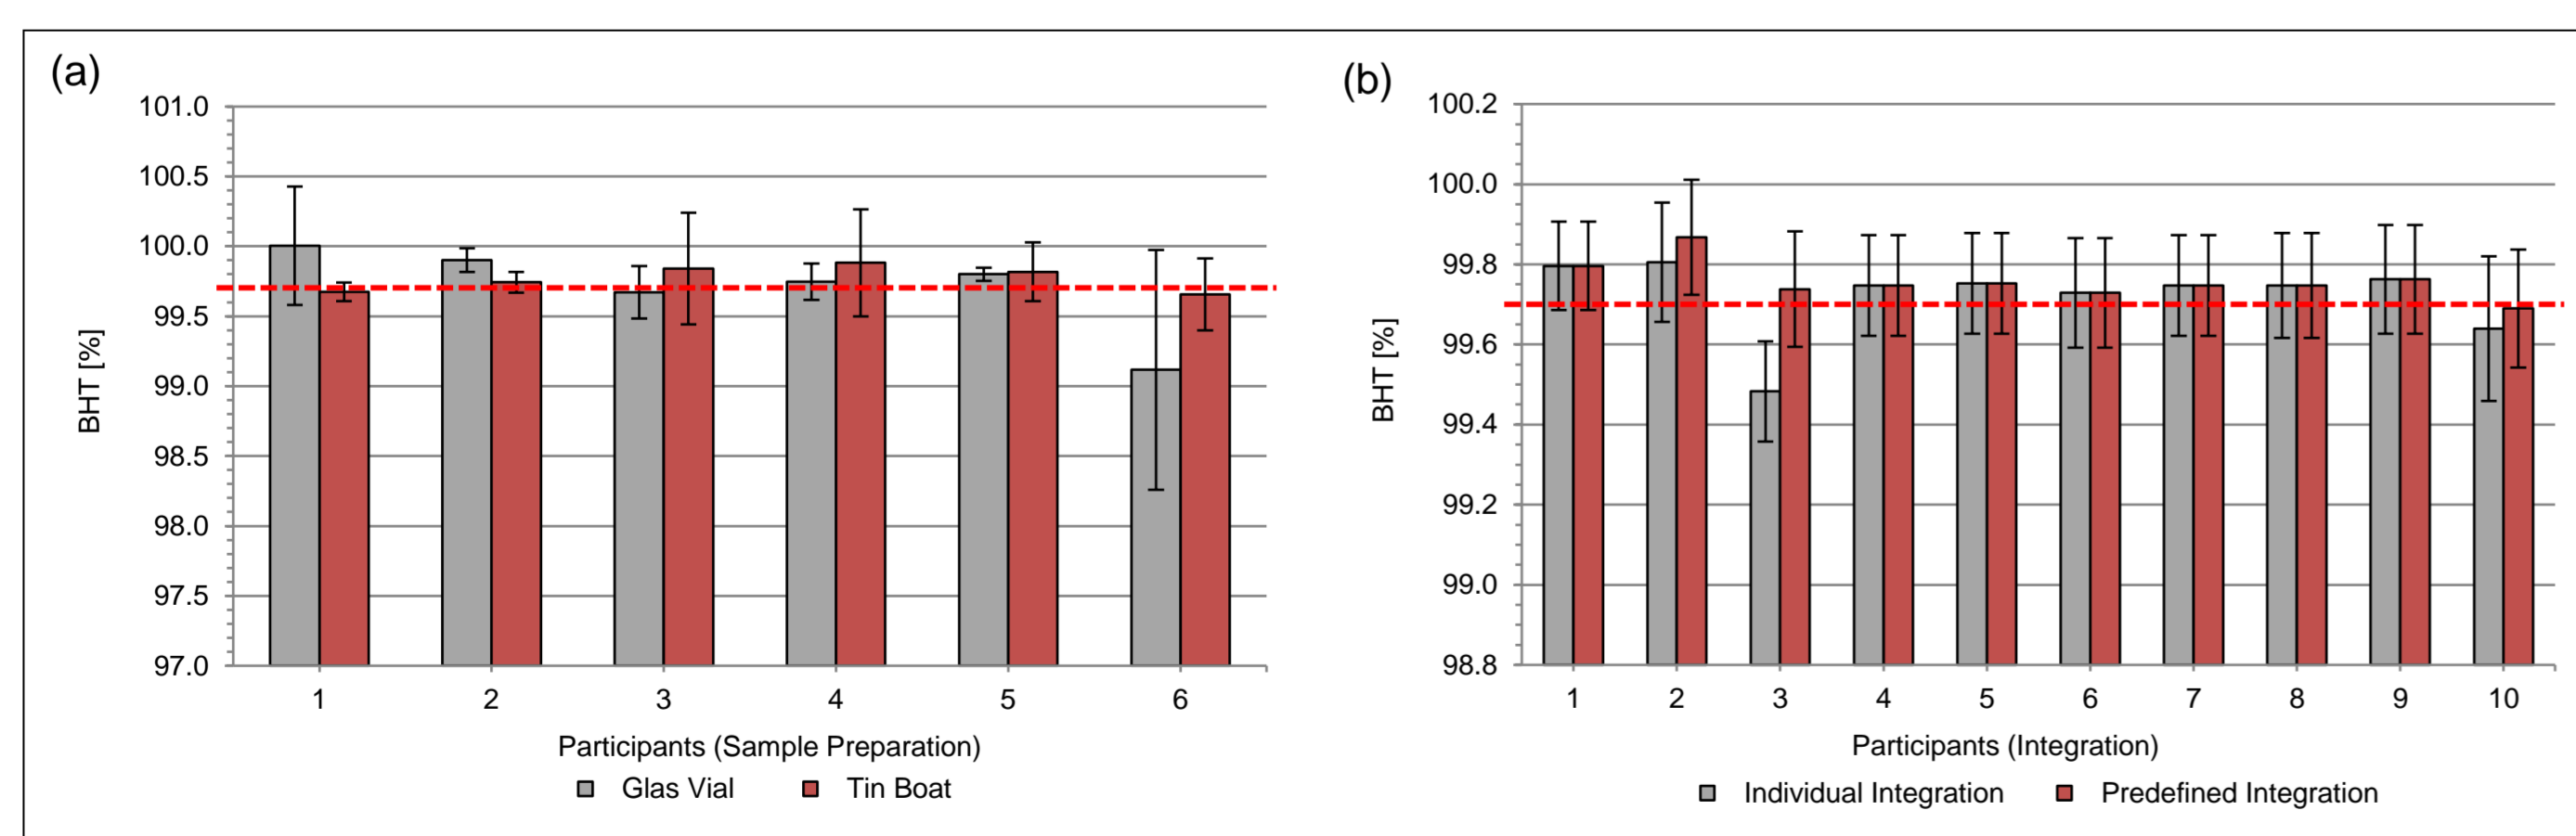 (a)
101.0
100.5
100.0
99.5
99.0
98.5
98.0
97.5
97.0
BHT [%]
1 2 3 4 5 6
Participants (Sample Preparation)
Glas Vial Tin Boat
(b)
100.2
100.0
99.8
99.6
99.4
99.2
99.0
98.8
BHT [%]
1 2 3 4 5 6 7 8 9 10
Participants (Integration)
Individual Integration Predefined Integration